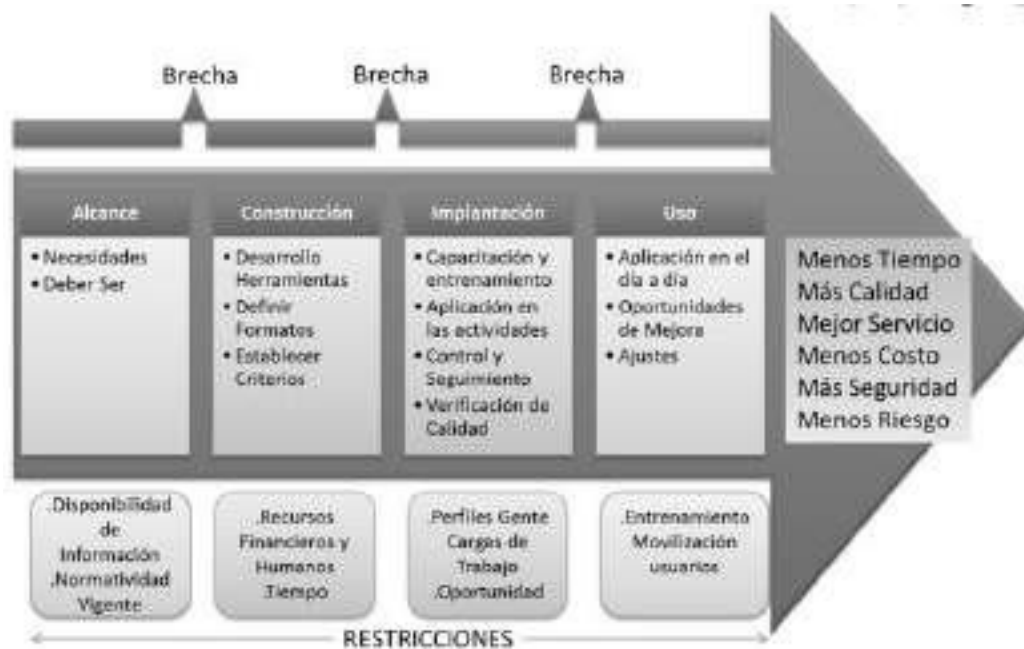 Brecha
Brecha
Brecha
Alcance
• Necesidades
• Deber Ser
Construcción
• Desarrollo
Herramientas
• Definir
Formatos
• Establecer
Criterios
Implantación
• Capacitación y
entrenamiento
• Aplicación en
las actividades
• Control y
Seguimiento
• Verificación de
Calidad
Uso
• Aplicación en el
día a día
• Oportunidades
de Mejora
• Ajustes
Menos Tiempo
Más Calidad
Mejor Servicio
Menos Costo
Más Seguridad
Menos Riesgo
.Disponibilidad
de
Información
.Normatividad
Vigente
.Recursos
Financieros y
Humanos
.Tiempo
.Perfiles Gente
Cargas de
Trabajo
.Oportunidad
.Entrenamiento
Movilización
usuarios
RESTRICCIONES